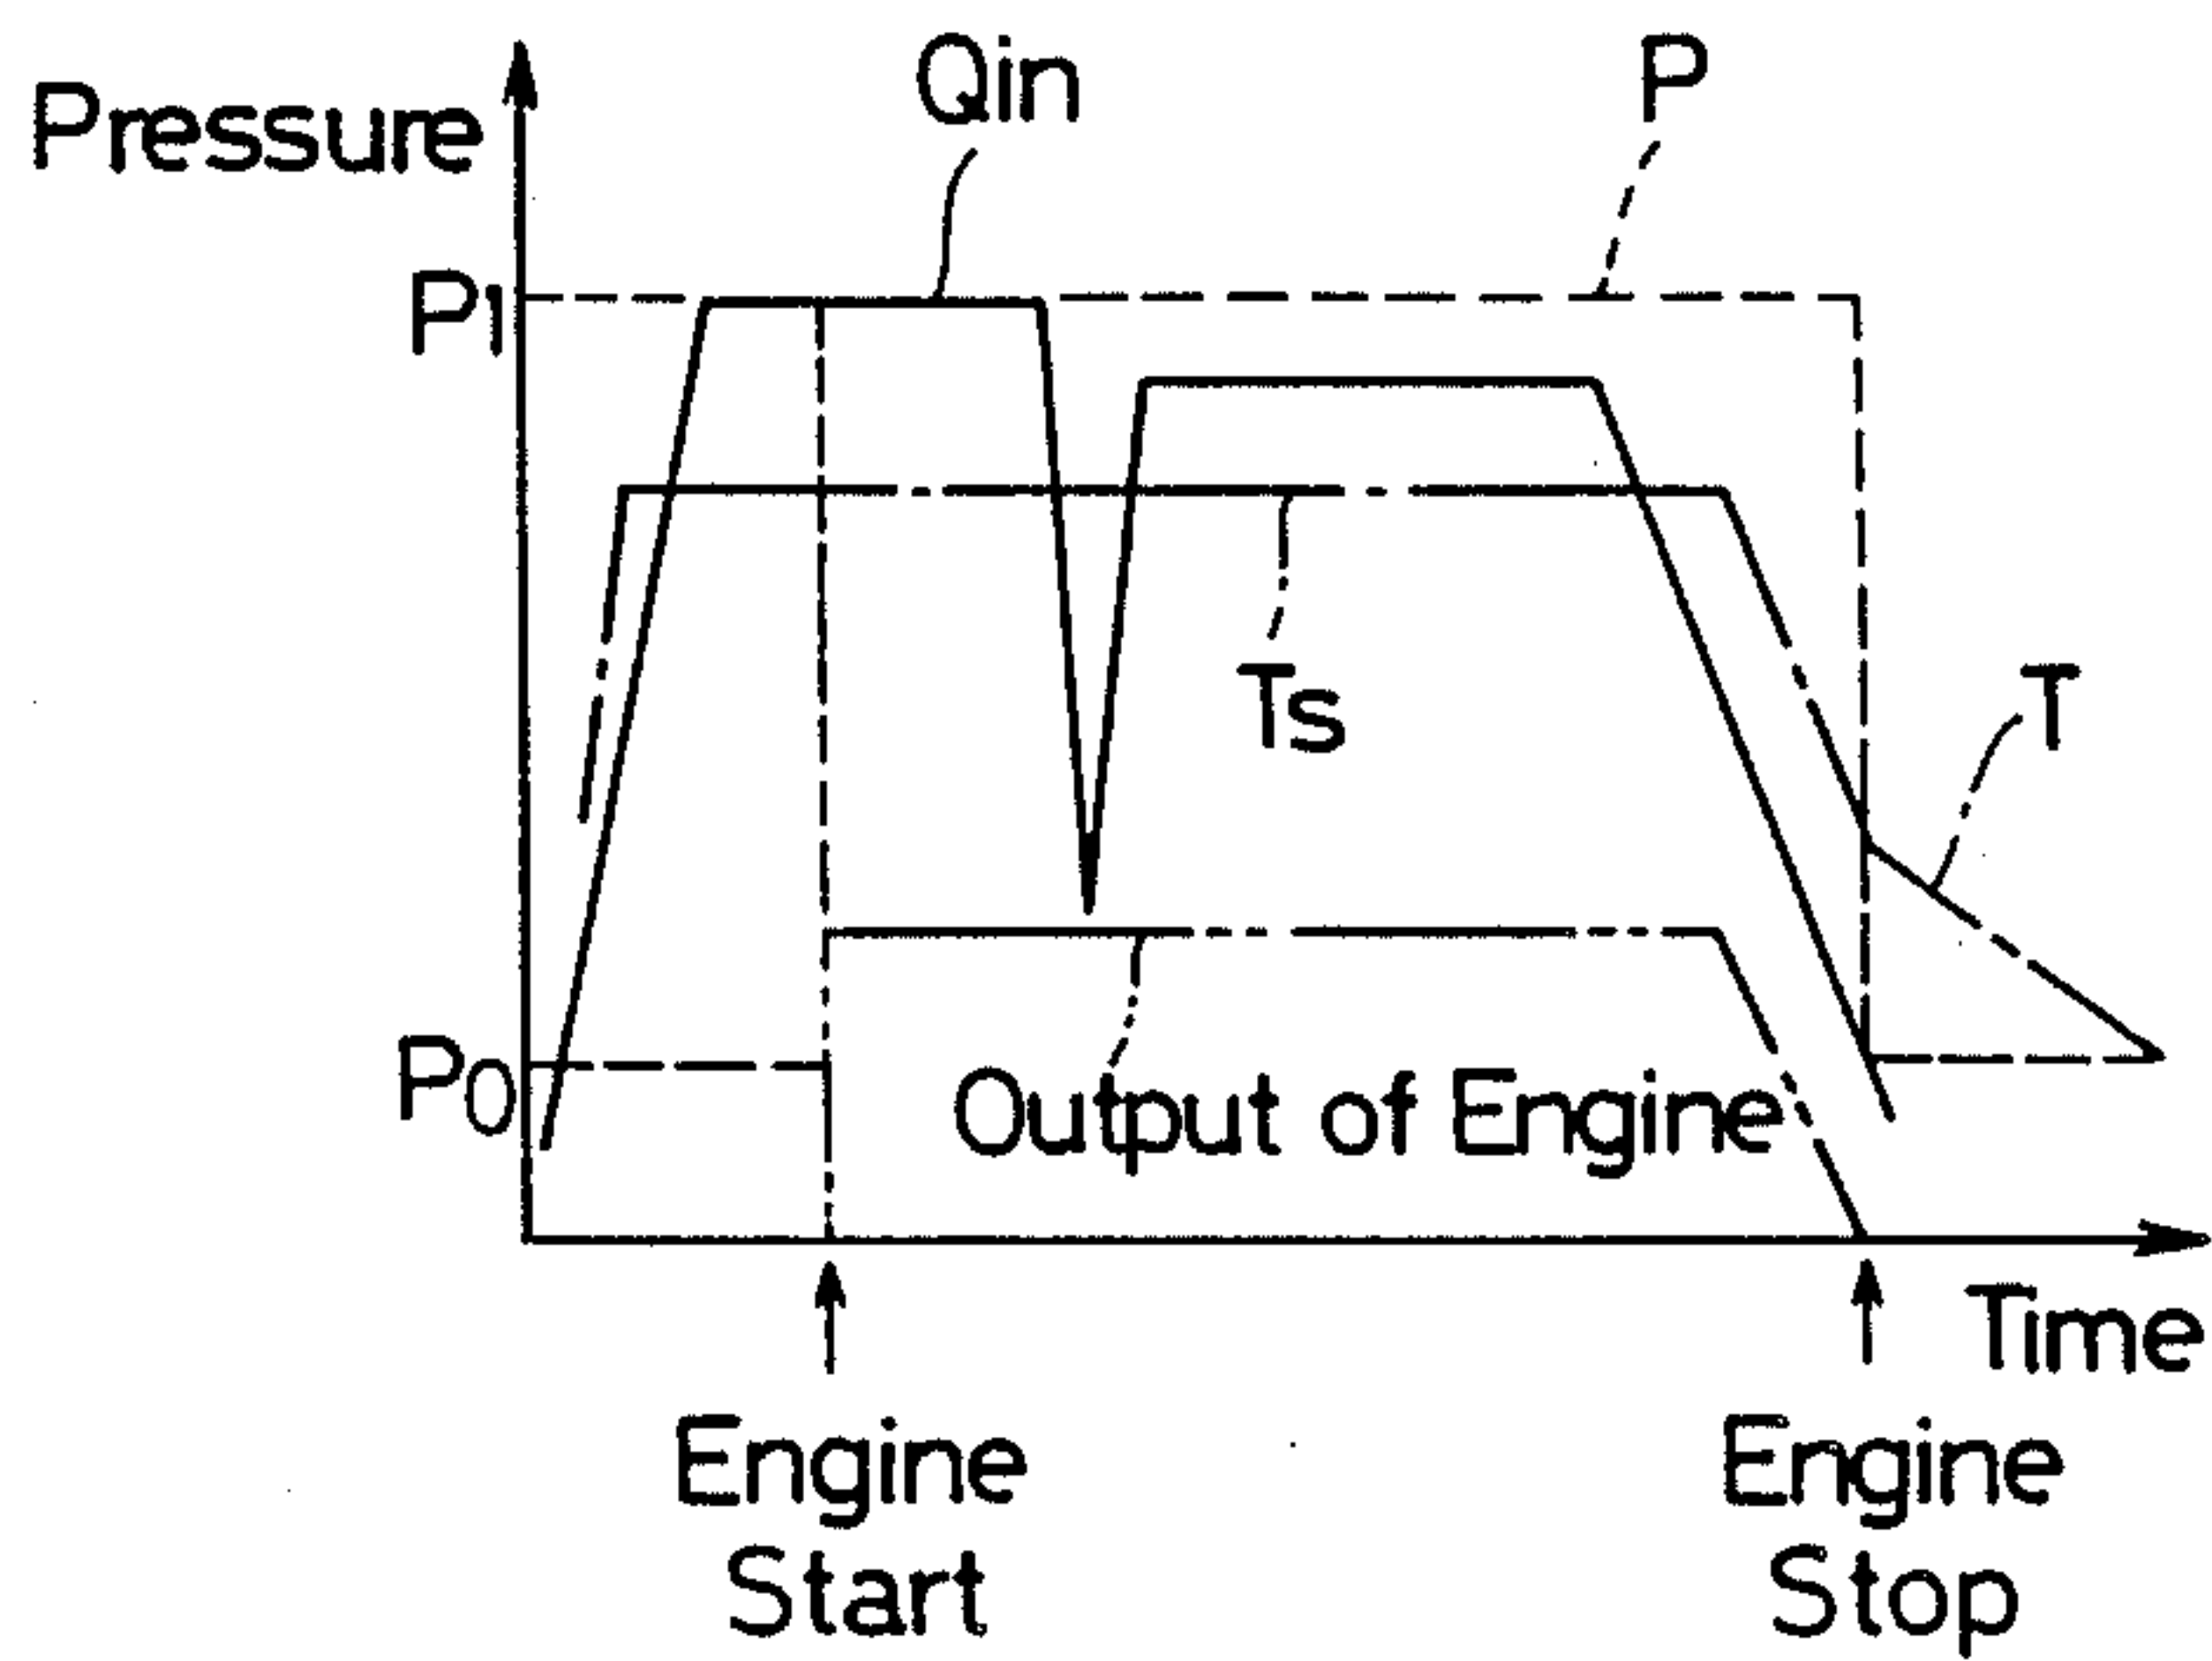 Qin
P
Pressure
P1
Ts
T
P0
Output of Engine
Time
Engine
Start
Engine
Stop